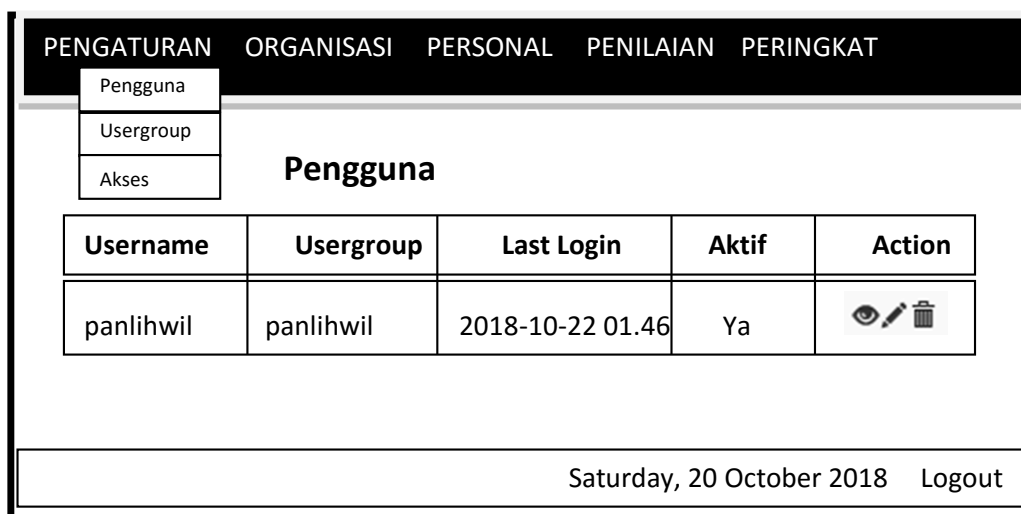 PENGATURAN ORGANISASI PERSONAL PENILAIAN PERINGKAT
Pengguna
Usergroup
Akses
Pengguna
Username Usergroup Last Login Aktif Action
panlihwil panlihwil 2018-10-22 01.46 Ya
Saturday, 20 October 2018 Logout